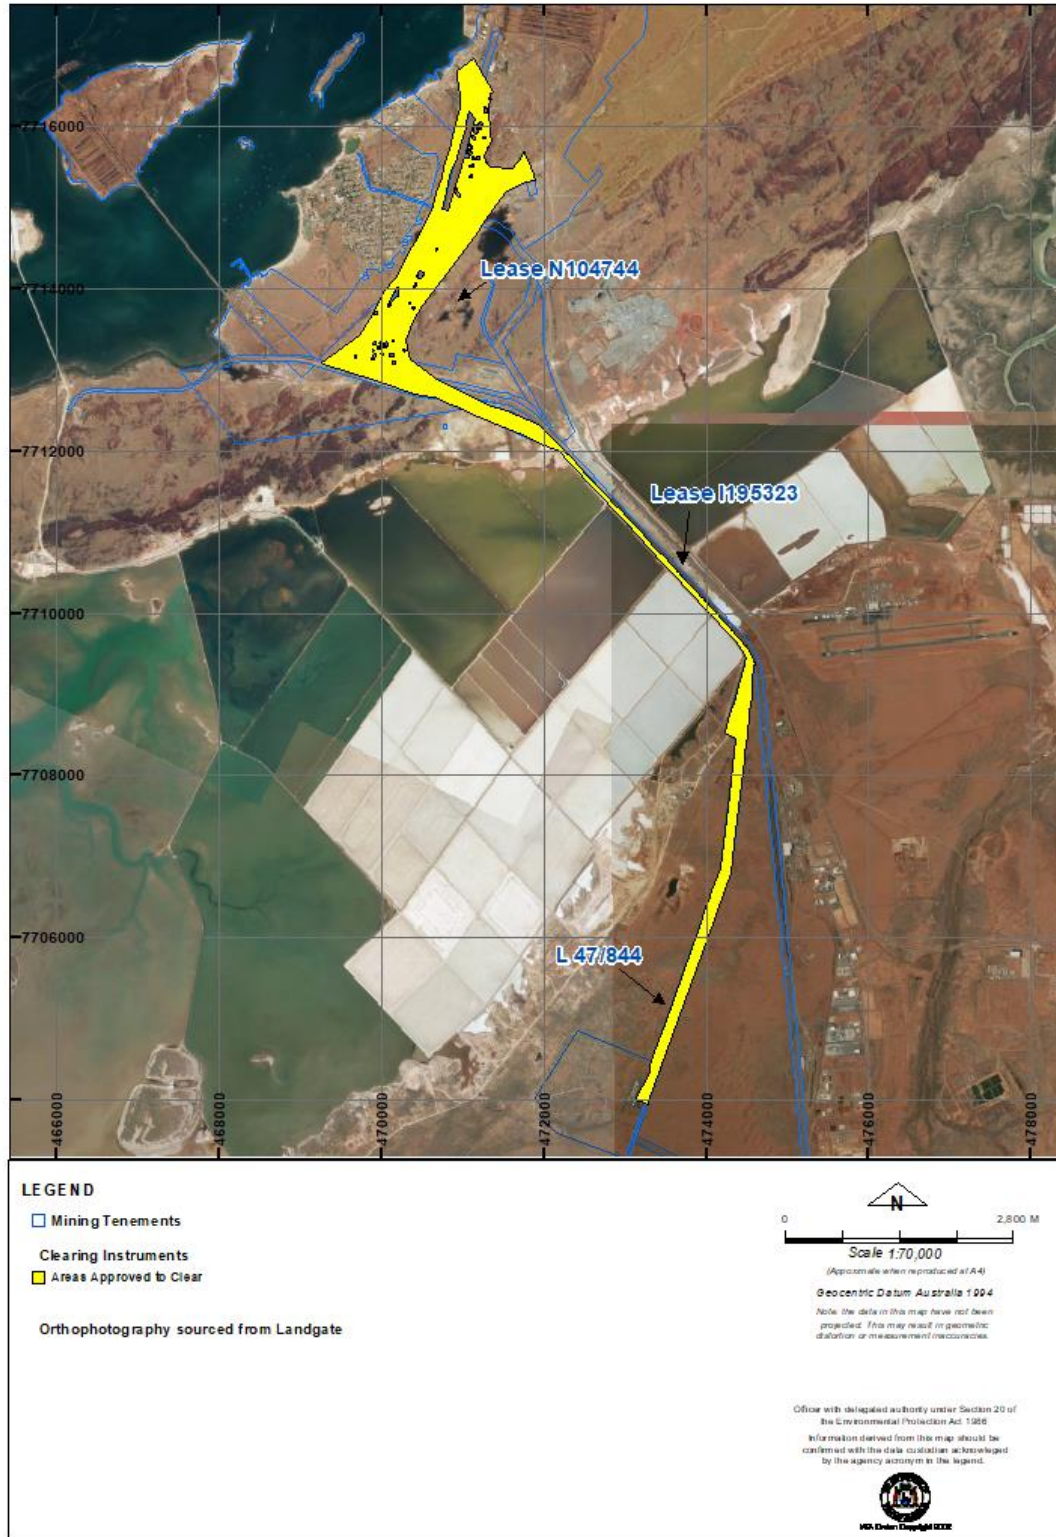 7716000
Lease N104744
7714000
7712000
Lease I195323
7710000
7708000
7706000
L 47/844
466000
468000
470000
472000
474000
476000
478000
LEGEND
Mining Tenements
Clearing Instruments
Areas Approved to Clear
Orthophotography sourced from Landgate
N
0 2,800 M
Scale 1:70,000
(Approximate when reproduced at A4)
Geocentric Datum Australia 1994
Note: the data in this map have not been
projected. This may result in geometric
distortion or measurement inaccuracies.
Officer with delegated authority under Section 20 of
the Environmental Protection Act 1986
Information derived from this map should be
confirmed with the data custodian acknowleged
by the agency acronym in the legend.